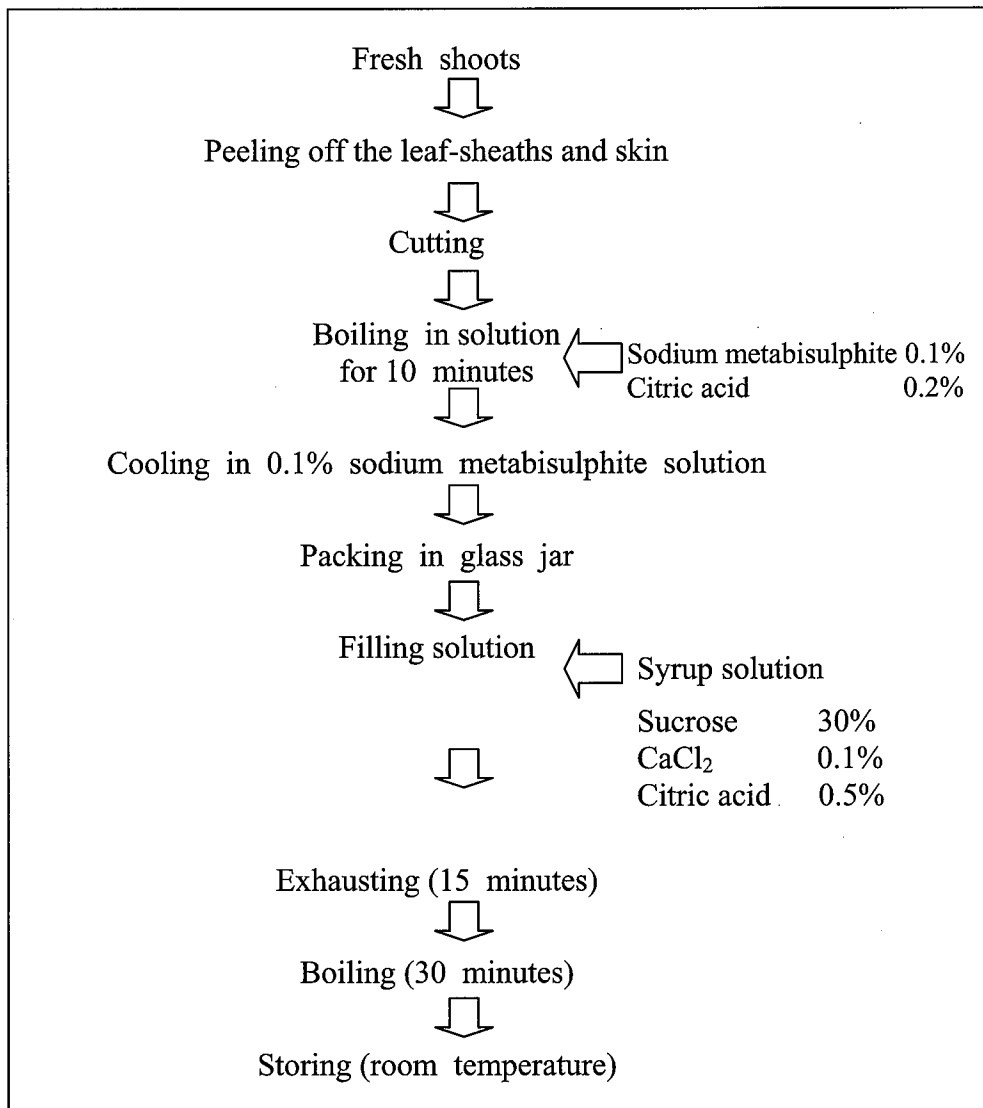 Fresh shoots
Peeling off the leaf-sheaths and skin
Cutting
Boiling in solution
for 10 minutes
Sodium metabisulphite 0.1%
Citric acid 0.2%
Cooling in 0.1% sodium metabisulphite solution
Packing in glass jar
Filling solution
Syrup solution
Sucrose 30%
CaCl₂ 0.1%
Citric acid 0.5%
Exhausting (15 minutes)
Boiling (30 minutes)
Storing (room temperature)